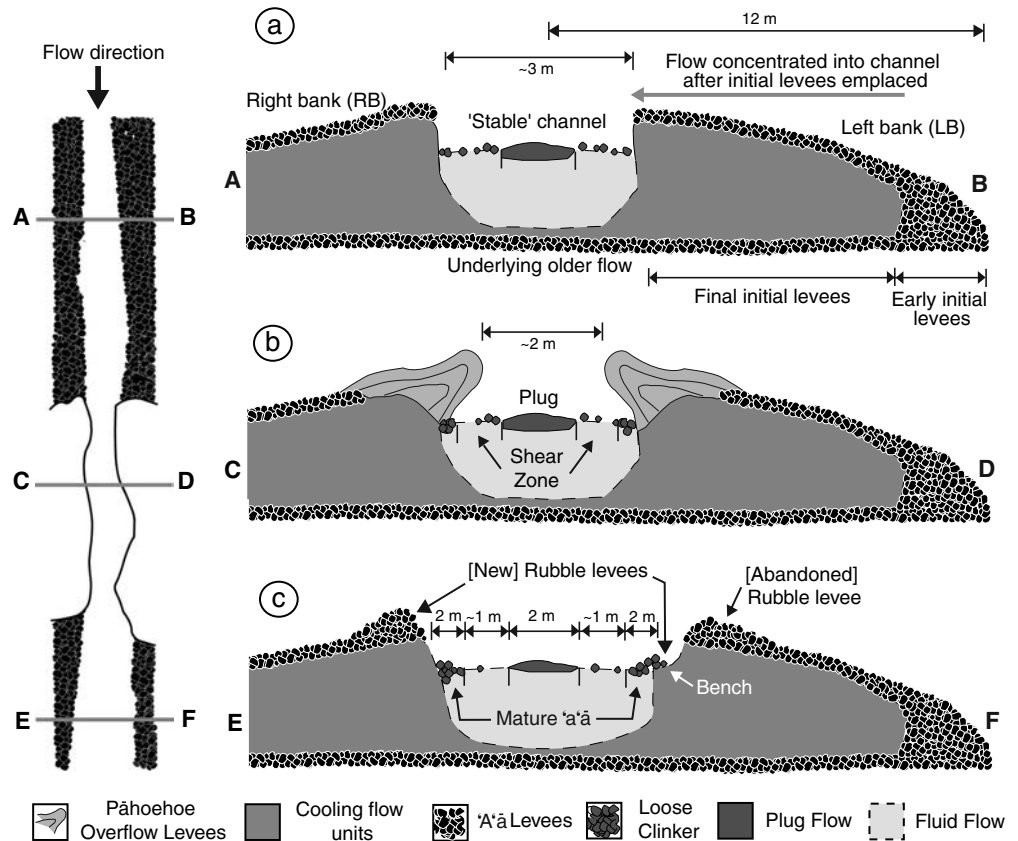 Flow direction
A
B
C
D
E
F
a
12 m
~3 m
Flow concentrated into channel
after initial levees emplaced
Right bank (RB)
'Stable' channel
Left bank (LB)
A
B
Underlying older flow
Final initial levees
Early initial
levees
b
~2 m
Plug
Shear
Zone
C
D
c
[New] Rubble levees
[Abandoned]
Rubble levee
2 m
~1 m
2 m
~1 m
2 m
Bench
Mature ‘a‘ā
E
F
Pāhoehoe
Overflow Levees
Cooling flow
units
‘A‘ā Levees
Loose
Clinker
Plug Flow
Fluid Flow